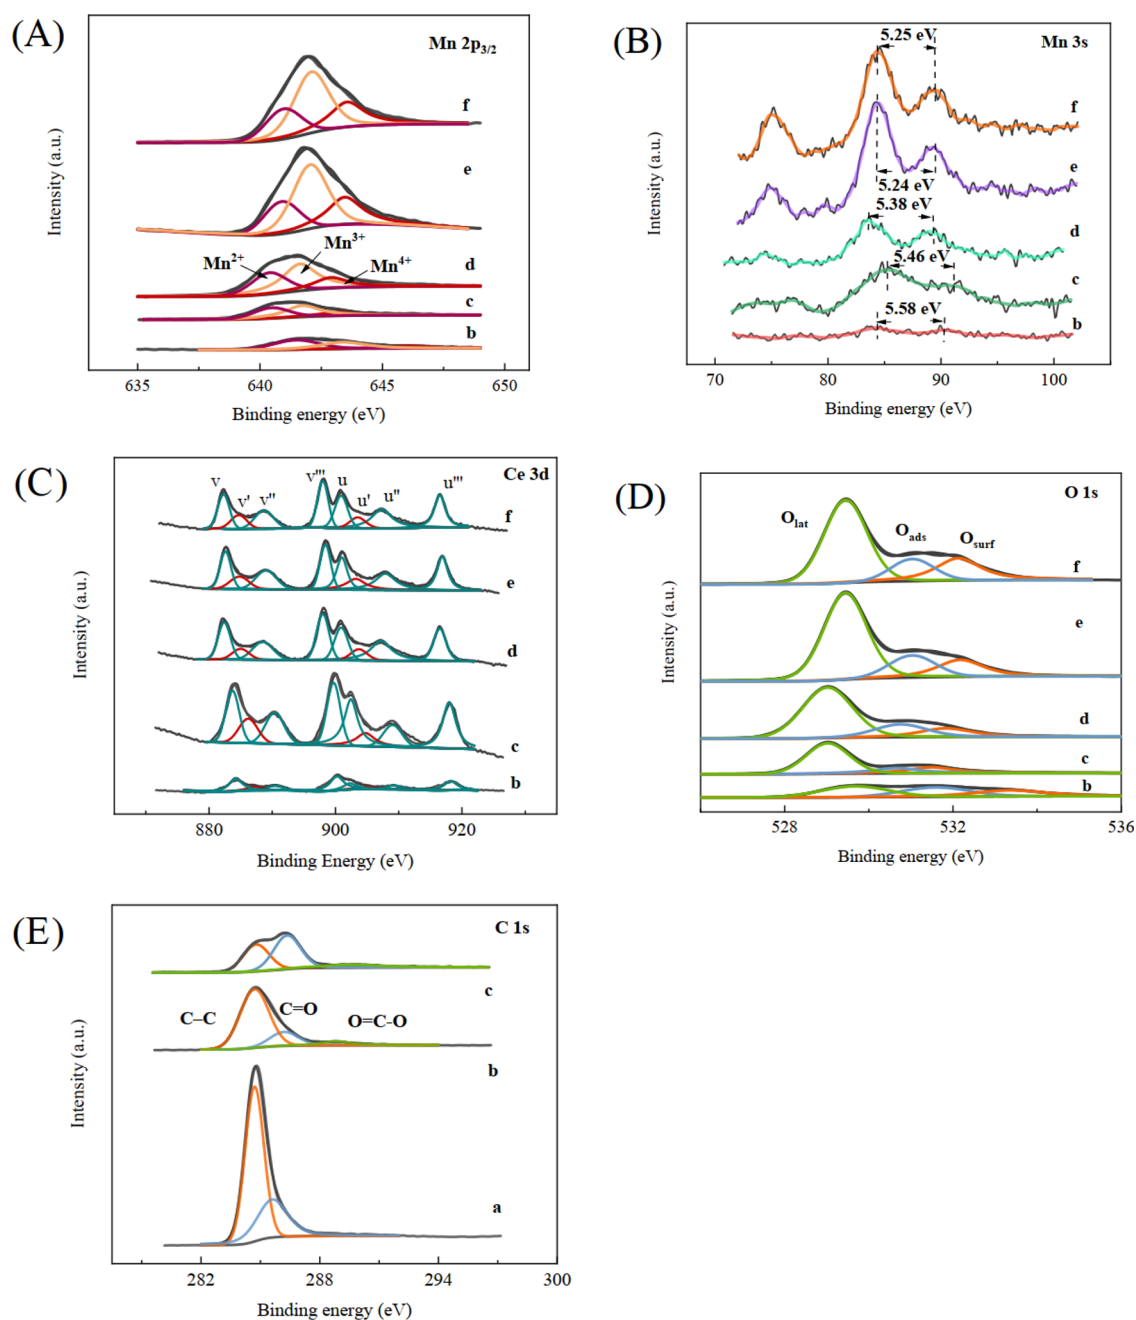 (A)
Mn 2p3/2
f
e
Mn2+
Mn3+
Mn4+
d
c
b
635
640
645
650
Binding energy (eV)
Intensity (a.u.)
(B)
5.25 eV
Mn 3s
f
e
5.24 eV
5.38 eV
d
5.46 eV
c
5.58 eV
b
70
80
90
100
Binding energy (eV)
Intensity (a.u.)
(C)
v
v'
v''
v'''
u
u'
u''
u'''
Ce 3d
f
e
d
c
b
880
900
920
Binding Energy (eV)
Intensity (a.u.)
(D)
O 1s
Olat
Oads
Osurf
f
e
d
c
b
528
532
536
Binding energy (eV)
Intensity (a.u.)
(E)
C 1s
c
C–C
C=O
O=C-O
b
a
282
288
294
300
Binding energy (eV)
Intensity (a.u.)